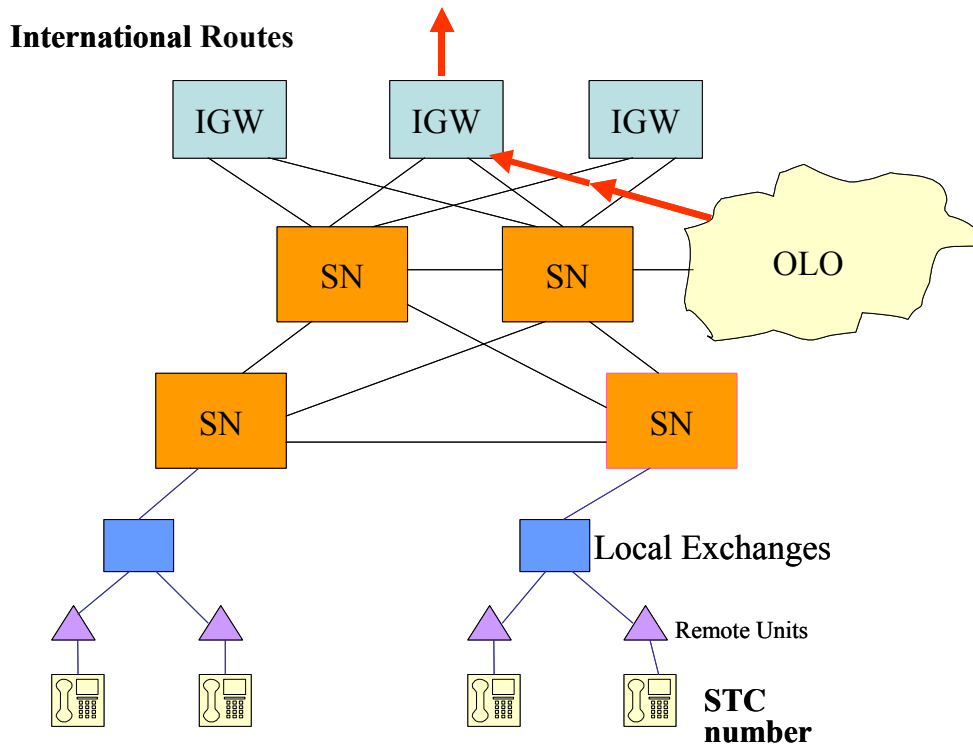 International Routes
IGW
IGW
IGW
SN
SN
OLO
SN
SN
Local Exchanges
Remote Units
STC
number